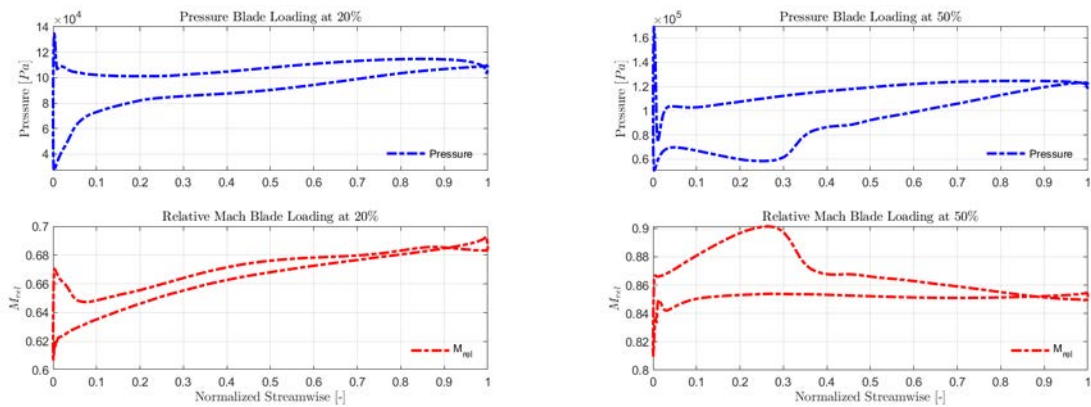 Pressure Blade Loading at 20%
×10⁴
14
12
10
8
6
4
Pressure [Pa]
Pressure
0 0.1 0.2 0.3 0.4 0.5 0.6 0.7 0.8 0.9 1
Relative Mach Blade Loading at 20%
0.7
0.68
0.66
0.64
0.62
0.6
M_rel
M_rel
0 0.1 0.2 0.3 0.4 0.5 0.6 0.7 0.8 0.9 1
Normalized Streamwise [-]
Pressure Blade Loading at 50%
×10⁵
1.6
1.4
1.2
1
0.8
0.6
Pressure [Pa]
Pressure
0 0.1 0.2 0.3 0.4 0.5 0.6 0.7 0.8 0.9 1
Relative Mach Blade Loading at 50%
0.9
0.88
0.86
0.84
0.82
0.8
M_rel
M_rel
0 0.1 0.2 0.3 0.4 0.5 0.6 0.7 0.8 0.9 1
Normalized Streamwise [-]